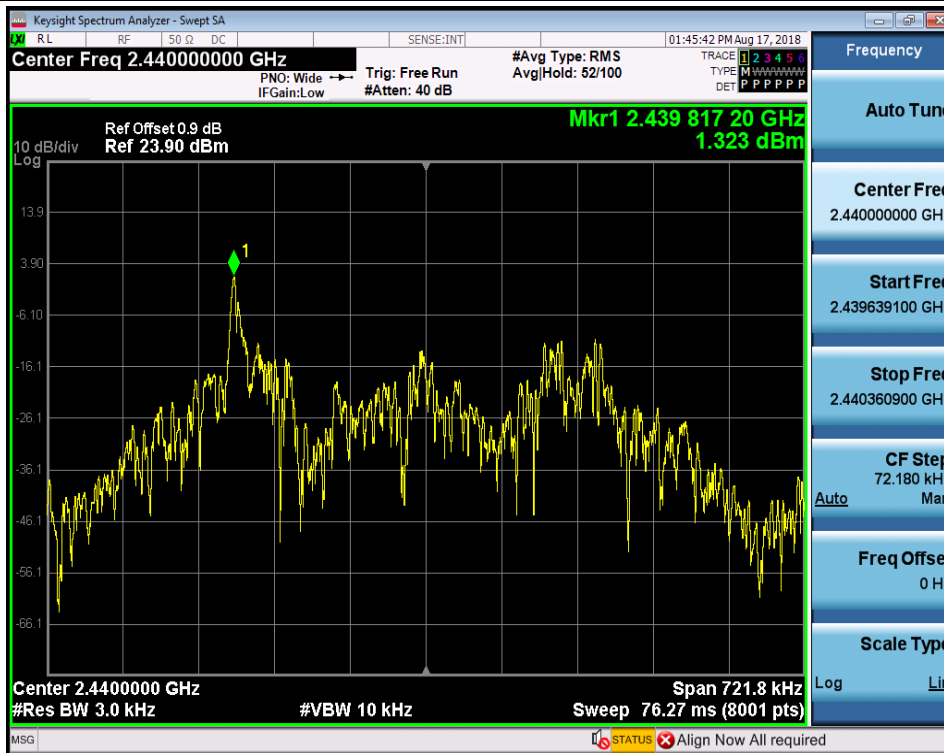 Keysight Spectrum Analyzer - Swept SA
LXI RL RF 50 Ω DC SENSE:INT 01:45:42 PM Aug 17, 2018
Center Freq 2.440000000 GHz
PNO: Wide
IFGain:Low
Trig: Free Run
#Atten: 40 dB
#Avg Type: RMS
Avg|Hold: 52/100
TRACE 1 2 3 4 5 6
TYPE M WWWWW
DET P P P P P P
Mkr1 2.439 817 20 GHz
1.323 dBm
Ref Offset 0.9 dB
Ref 23.90 dBm
10 dB/div
Log
1
13.9
3.90
-6.10
-16.1
-26.1
-36.1
-46.1
-56.1
-66.1
Center 2.4400000 GHz
Span 721.8 kHz
#Res BW 3.0 kHz
#VBW 10 kHz
Sweep 76.27 ms (8001 pts)
MSG
STATUS
Align Now All required
Frequency
Auto Tun
Center Fre
2.440000000 GH
Start Fre
2.439639100 GH
Stop Fre
2.440360900 GH
CF Step
72.180 kH
Auto Man
Freq Offse
0 H
Scale Type
Log Lin